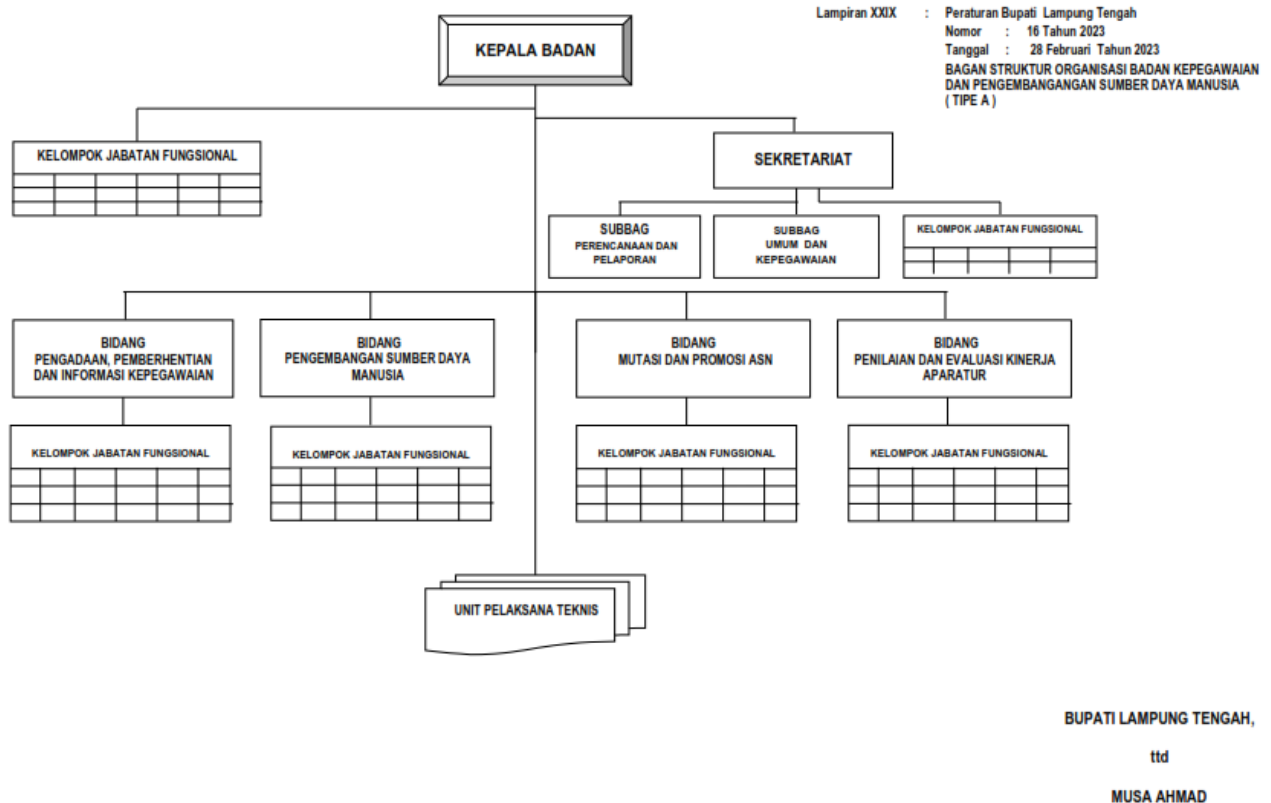 Lampiran XXIX : Peraturan Bupati Lampung Tengah
Nomor : 16 Tahun 2023
Tanggal : 28 Februari Tahun 2023
BAGAN STRUKTUR ORGANISASI BADAN KEPEGAWAIAN
DAN PENGEMBANGANGAN SUMBER DAYA MANUSIA
( TIPE A )
KEPALA BADAN
KELOMPOK JABATAN FUNGSIONAL
SEKRETARIAT
SUBBAG
PERENCANAAN DAN
PELAPORAN
SUBBAG
UMUM DAN
KEPEGAWAIAN
KELOMPOK JABATAN FUNGSIONAL
BIDANG
PENGADAAN, PEMBERHENTIAN
DAN INFORMASI KEPEGAWAIAN
BIDANG
PENGEMBANGAN SUMBER DAYA
MANUSIA
BIDANG
MUTASI DAN PROMOSI ASN
BIDANG
PENILAIAN DAN EVALUASI KINERJA
APARATUR
KELOMPOK JABATAN FUNGSIONAL
KELOMPOK JABATAN FUNGSIONAL
KELOMPOK JABATAN FUNGSIONAL
KELOMPOK JABATAN FUNGSIONAL
UNIT PELAKSANA TEKNIS
BUPATI LAMPUNG TENGAH,
ttd
MUSA AHMAD